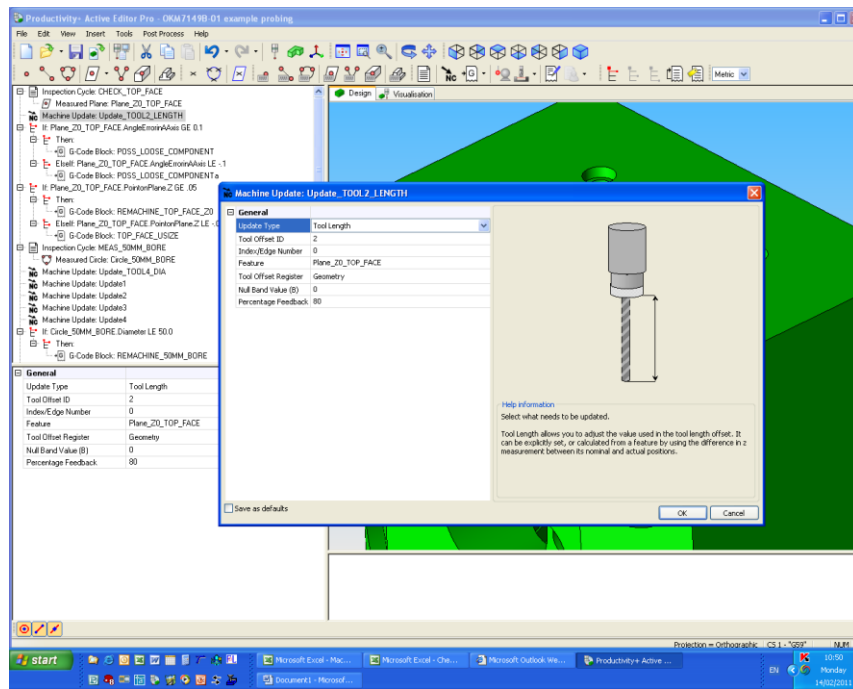 Productivity+ Active Editor Pro - OKM7149B-01 example probing
File Edit View Insert Tools Post Process Help
Metric
Inspection Cycle: CHECK_TOP_FACE
Measured Plane: Plane_Z0_TOP_FACE
Machine Update: Update_TOOL2_LENGTH
If: Plane_Z0_TOP_FACE.AngleErrorinAAxis GE 0.1
Then:
G-Code Block: POSS_LOOSE_COMPONENT
ElseIf: Plane_Z0_TOP_FACE.AngleErrorinAAxis LE -.1
G-Code Block: POSS_LOOSE_COMPONENTa
If: Plane_Z0_TOP_FACE.PointonPlane.Z GE .05
Then:
G-Code Block: REMACHINE_TOP_FACE_Z0
ElseIf: Plane_Z0_TOP_FACE.PointonPlane.Z LE -.0
G-Code Block: TOP_FACE_USIZE
Inspection Cycle: MEAS_50MM_BORE
Measured Circle: Circle_50MM_BORE
Machine Update: Update_TOOL4_DIA
Machine Update: Update1
Machine Update: Update2
Machine Update: Update3
Machine Update: Update4
If: Circle_50MM_BORE.Diameter LE 50.0
Then:
G-Code Block: REMACHINE_50MM_BORE
General
Update Type Tool Length
Tool Offset ID 2
Index/Edge Number 0
Feature Plane_Z0_TOP_FACE
Tool Offset Register Geometry
Null Band Value (B) 0
Percentage Feedback 80
Design Visualisation
Machine Update: Update_TOOL2_LENGTH
General
Update Type Tool Length
Tool Offset ID 2
Index/Edge Number 0
Feature Plane_Z0_TOP_FACE
Tool Offset Register Geometry
Null Band Value (B) 0
Percentage Feedback 80
Help information
Select what needs to be updated.
Tool Length allows you to adjust the value used in the tool length offset. It
can be explicitly set, or calculated from a feature by using the difference in z
measurement between its nominal and actual positions.
Save as defaults
OK Cancel
Projection = Orthographic CS 1 - "G59" NUM
start
Microsoft Excel - Mac...
Microsoft Excel - Che...
Microsoft Outlook We...
Productivity+ Active ...
Document1 - Microsof...
EN
10:50
Monday
14/02/2011